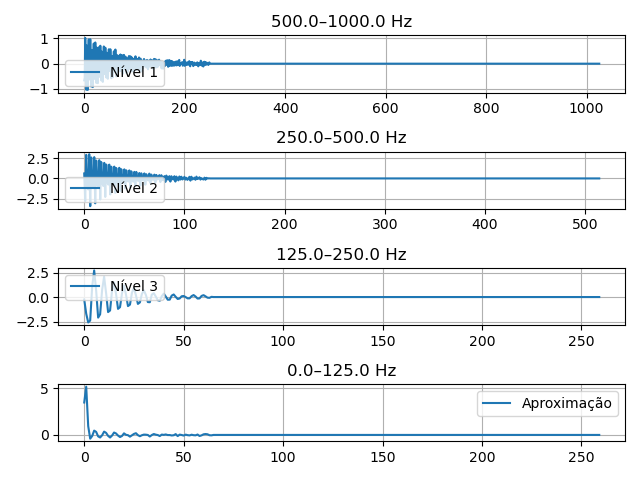 500.0–1000.0 Hz
1
0
−1
Nível 1
0 200 400 600 800 1000
250.0–500.0 Hz
2.5
0.0
−2.5
Nível 2
0 100 200 300 400 500
125.0–250.0 Hz
2.5
0.0
−2.5
Nível 3
0 50 100 150 200 250
0.0–125.0 Hz
5
0
Aproximação
0 50 100 150 200 250